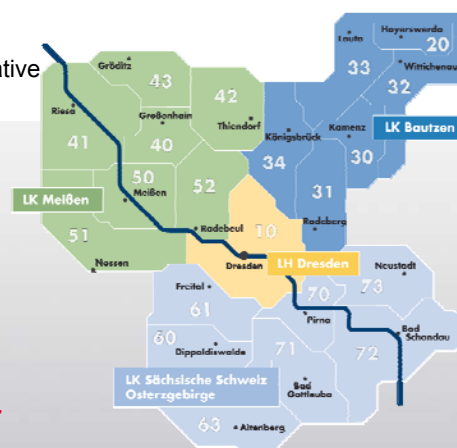 ative
Gröditz
43
Riesa
41
Großenhain
40
42
Thiendorf
50
Meißen
52
LK Meißen
51
Nossen
Radebeul
10
Dresden
LH Dresden
Lauta
Hoyerswerda
20
33
Wittichenau
32
Königsbrück
Kamenz
LK Bautzen
34
30
31
Radeberg
Freital
61
60
Dippoldiswalde
70
Pirna
Neustadt
73
71
72
Bad
Schandau
LK Sächsische Schweiz
Osterzgebirge
Bad
Gottleuba
63
Altenberg